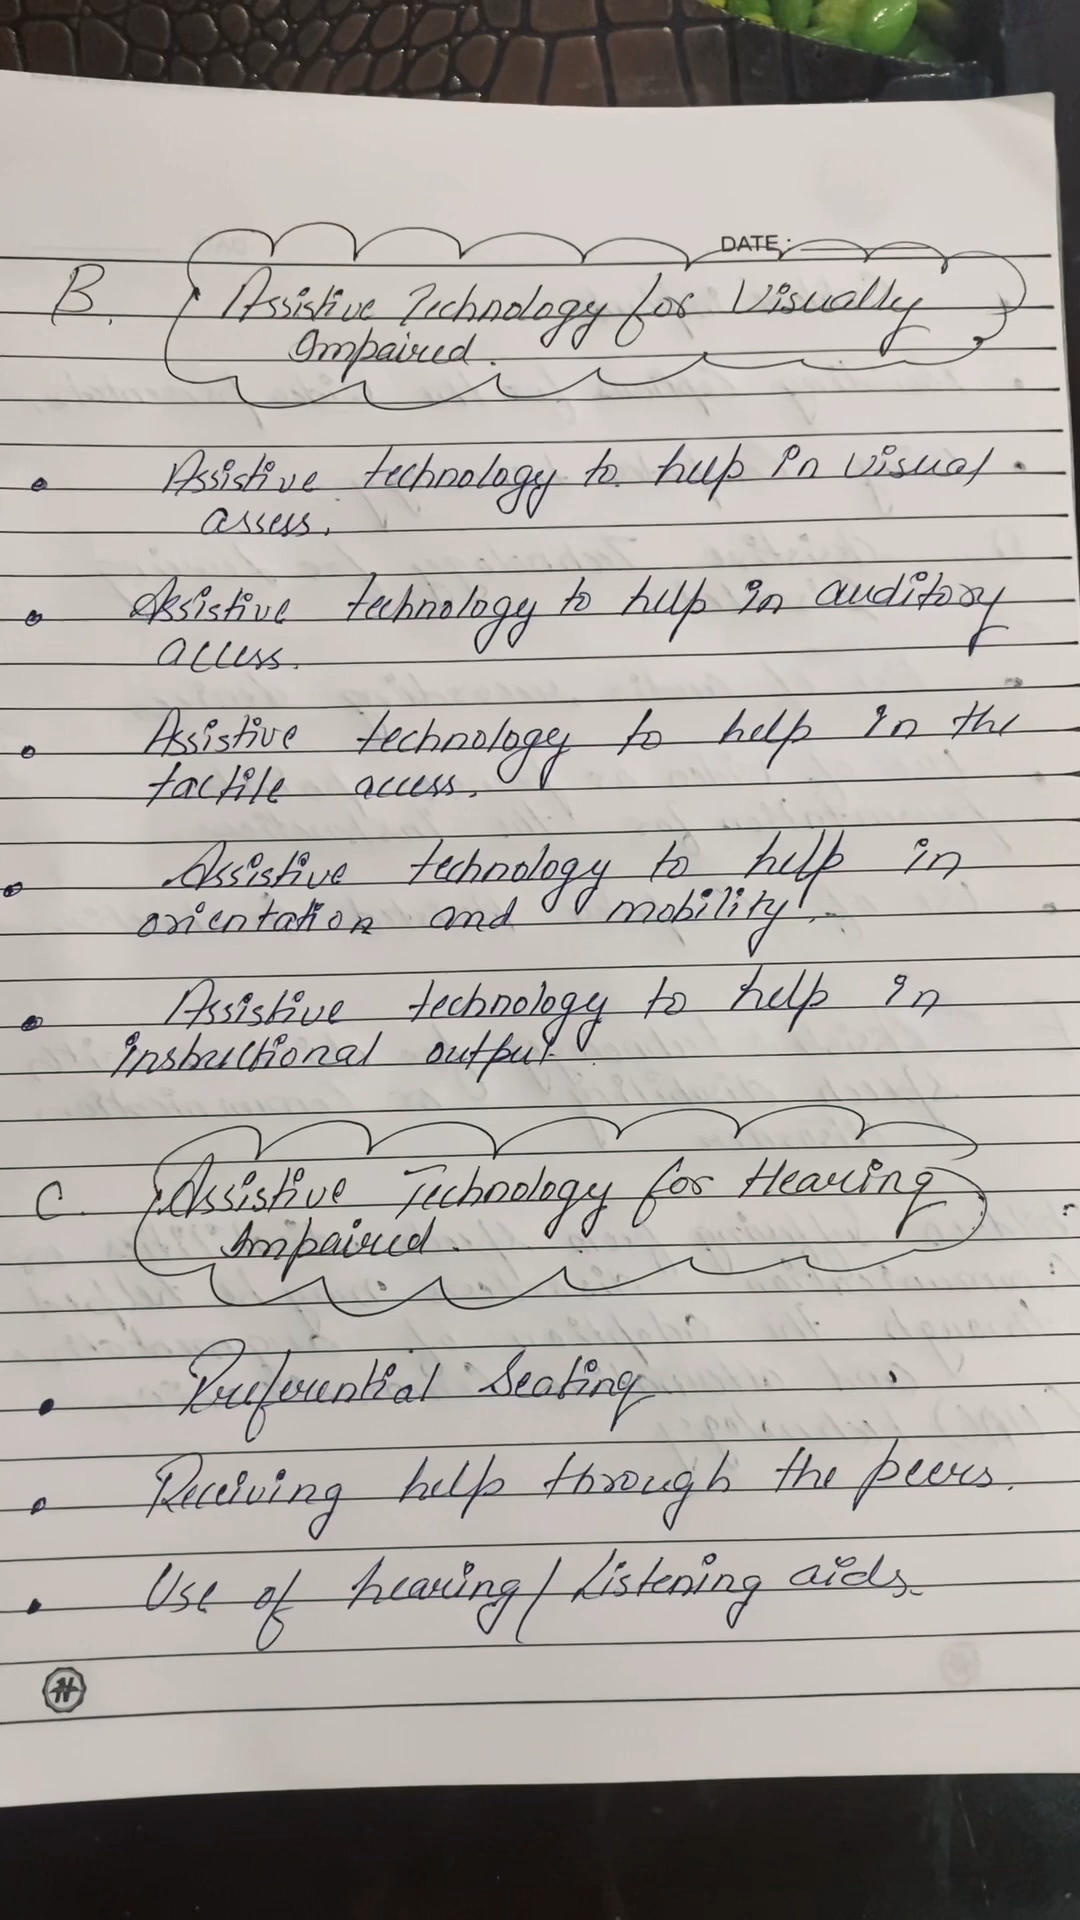 DATE:
B. Assistive Technology for Visually
Impaired.
• Assistive technology to help in visual
assess.
• Assistive technology to help in auditory
access.
• Assistive technology to help in the
tactile access.
• Assistive technology to help in
orientation and mobility.
• Assistive technology to help in
instructional output.
C. Assistive Technology for Hearing
Impaired.
• Preferential Seating
• Receiving help through the peers.
• Use of hearing/Listening aids.